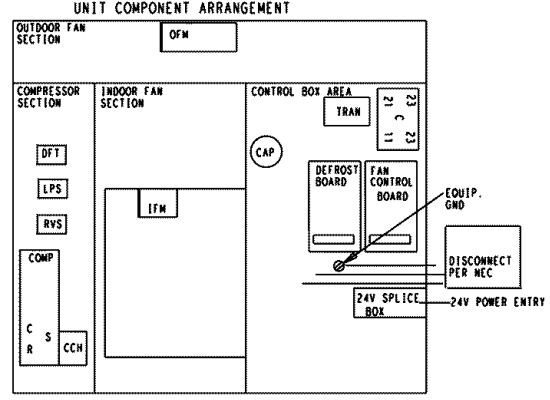 UNIT COMPONENT ARRANGEMENT
OUTDOOR FAN
SECTION
OFM
COMPRESSOR
SECTION
INDOOR FAN
SECTION
CONTROL BOX AREA
TRAN
21
23
C
11
23
DFT
CAP
LPS
DEFROST
BOARD
FAN
CONTROL
BOARD
IFM
EQUIP.
GND
RVS
COMP
DISCONNECT
PER NEC
24V SPLICE
BOX
24V POWER ENTRY
C
S
R
CCH